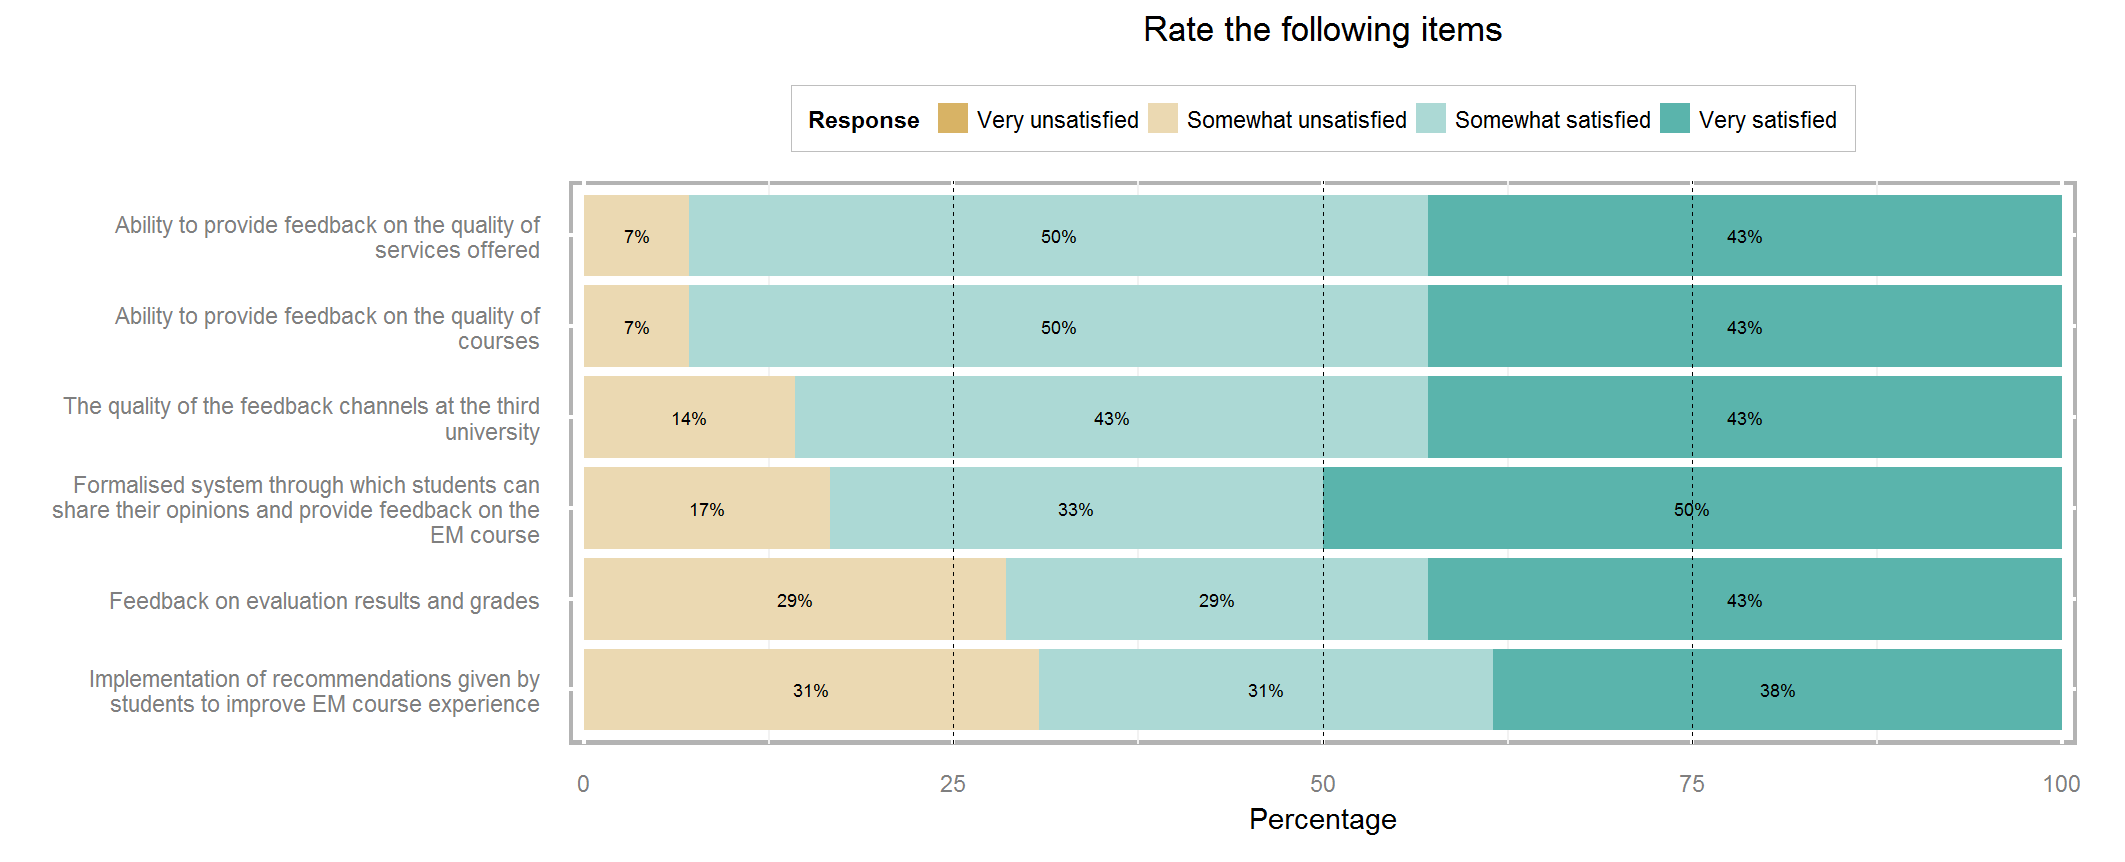 Rate the following items
Response Very unsatisfied Somewhat unsatisfied Somewhat satisfied Very satisfied
Ability to provide feedback on the quality of
services offered
7% 50% 43%
Ability to provide feedback on the quality of
courses
7% 50% 43%
The quality of the feedback channels at the third
university
14% 43% 43%
Formalised system through which students can
share their opinions and provide feedback on the
EM course
17% 33% 50%
Feedback on evaluation results and grades
29% 29% 43%
Implementation of recommendations given by
students to improve EM course experience
31% 31% 38%
0 25 50 75 100
Percentage